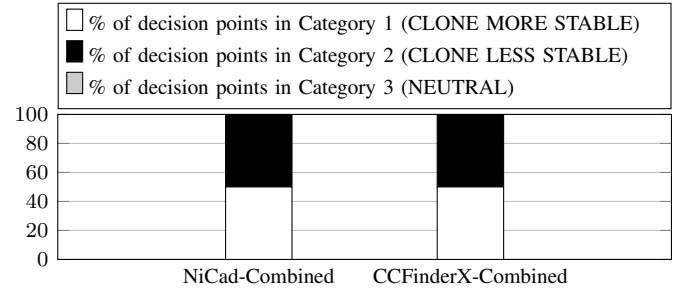 % of decision points in Category 1 (CLONE MORE STABLE)
% of decision points in Category 2 (CLONE LESS STABLE)
% of decision points in Category 3 (NEUTRAL)
100
80
60
40
20
0
NiCad-Combined CCFinderX-Combined